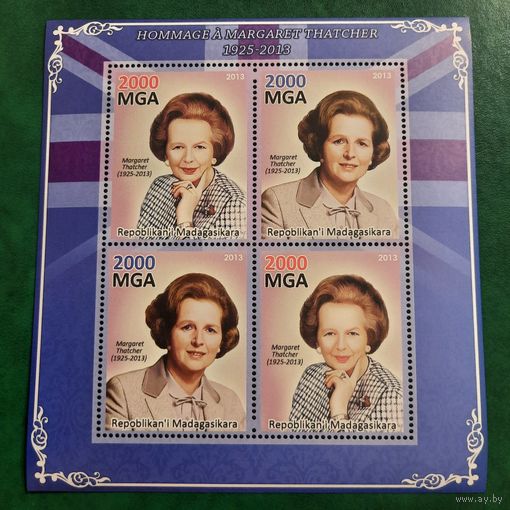 HOMMAGE À MARGARET THATCHER
1925-2013
2000
MGA
2013
Margaret
Thatcher
(1925-2013)
Repoblikan'i Madagasikara
2000
MGA
2013
Margaret
Thatcher
(1925-2013)
Repoblikan'i Madagasikara
2000
MGA
2013
Margaret
Thatcher
(1925-2013)
Repoblikan'i Madagasikara
2000
MGA
2013
Margaret
Thatcher
(1925-2013)
Repoblikan'i Madagasikara
www.ay.by